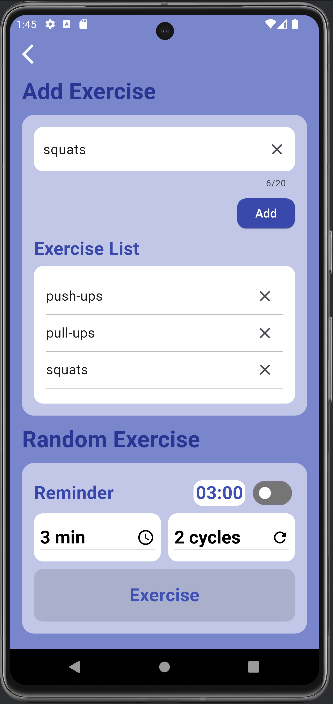 1:45
Add Exercise
squats
6/20
Add
Exercise List
push-ups
pull-ups
squats
Random Exercise
Reminder 03:00
3 min 2 cycles
Exercise